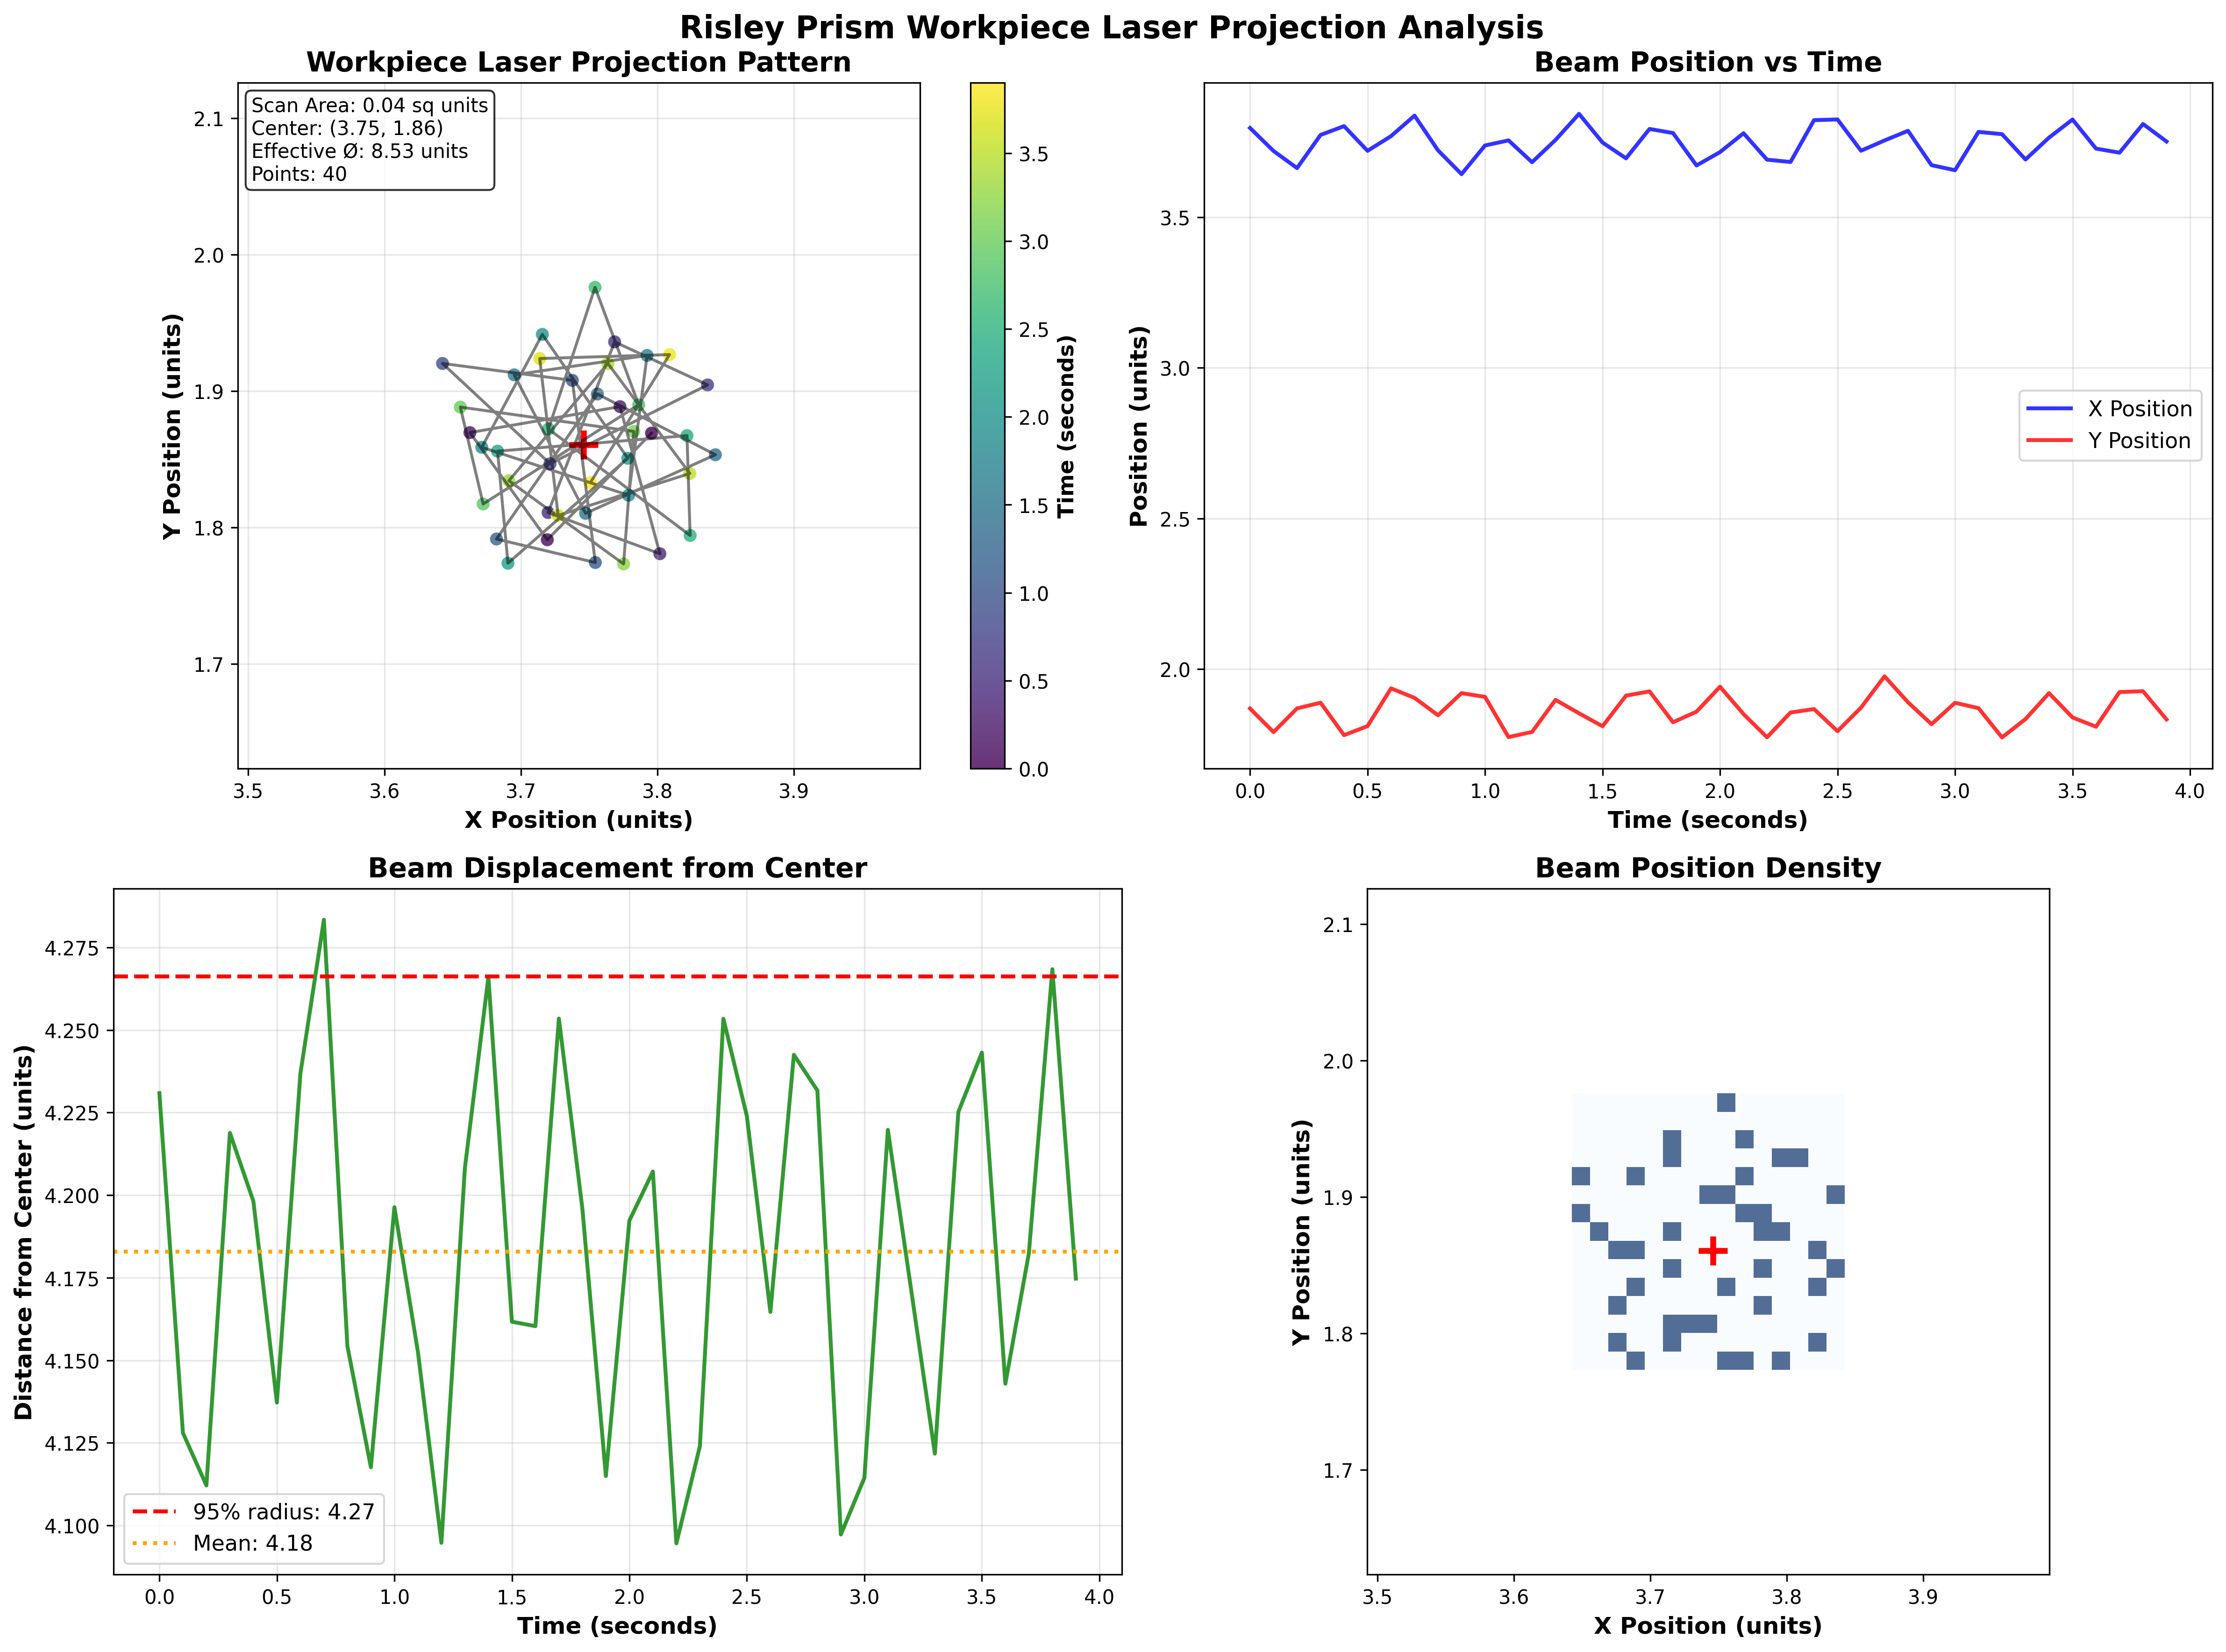 Risley Prism Workpiece Laser Projection Analysis
Workpiece Laser Projection Pattern
Scan Area: 0.04 sq units
Center: (3.75, 1.86)
Effective Ø: 8.53 units
Points: 40
Y Position (units)
2.1
2.0
1.9
1.8
1.7
3.5
3.6
3.7
3.8
3.9
X Position (units)
3.5
3.0
2.5
2.0
1.5
1.0
0.5
0.0
Time (seconds)
Beam Position vs Time
Position (units)
3.5
3.0
2.5
2.0
X Position
Y Position
0.0
0.5
1.0
1.5
2.0
2.5
3.0
3.5
4.0
Time (seconds)
Beam Displacement from Center
Distance from Center (units)
4.275
4.250
4.225
4.200
4.175
4.150
4.125
4.100
95% radius: 4.27
Mean: 4.18
0.0
0.5
1.0
1.5
2.0
2.5
3.0
3.5
4.0
Time (seconds)
Beam Position Density
Y Position (units)
2.1
2.0
1.9
1.8
1.7
3.5
3.6
3.7
3.8
3.9
X Position (units)